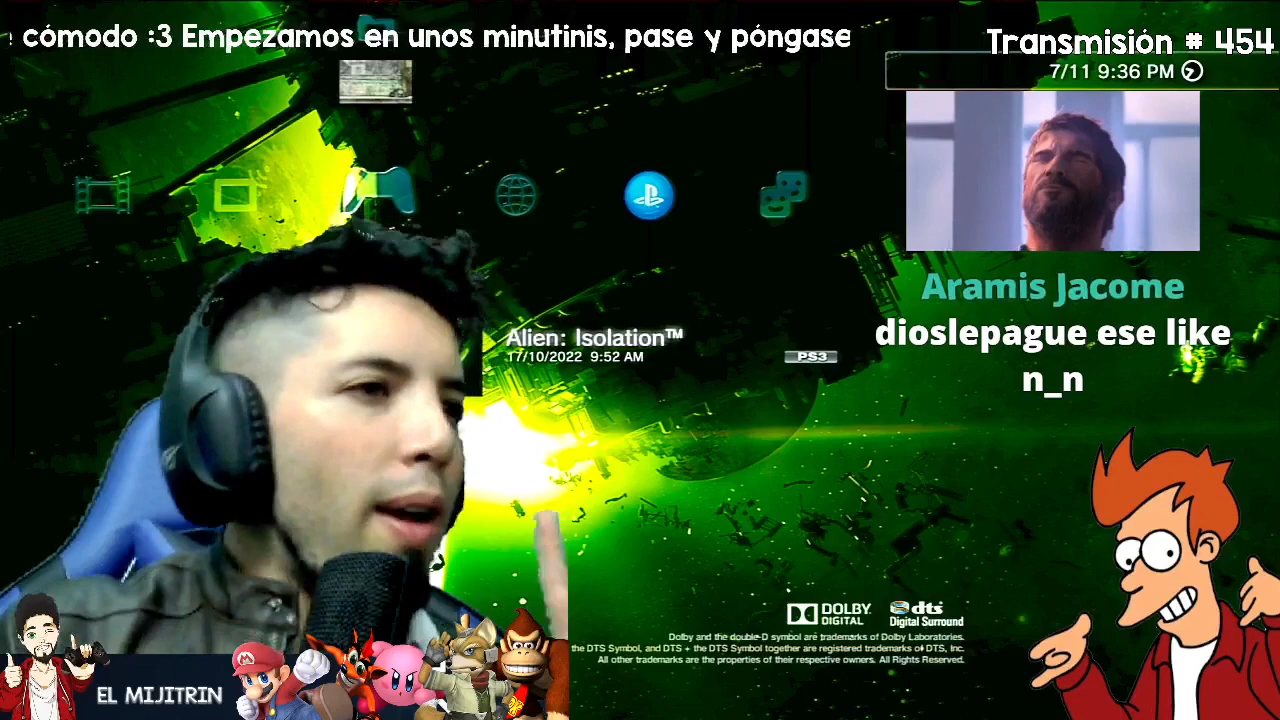 cómodo :3 Empezamos en unos minutinis, pase y póngase
Transmisión # 454
7/11 9:36 PM
Aramis Jacome
dioslepague ese like
n_n
Alien: Isolation™
17/10/2022 9:52 AM
PS3
DOLBY
DIGITAL
dts
Digital Surround
Dolby and the double-D symbol are trademarks of Dolby Laboratories.
the DTS Symbol, and DTS + the DTS Symbol together are registered trademarks of DTS, Inc.
All other trademarks are the properties of their respective owners. All Rights Reserved.
EL MIJITRIN